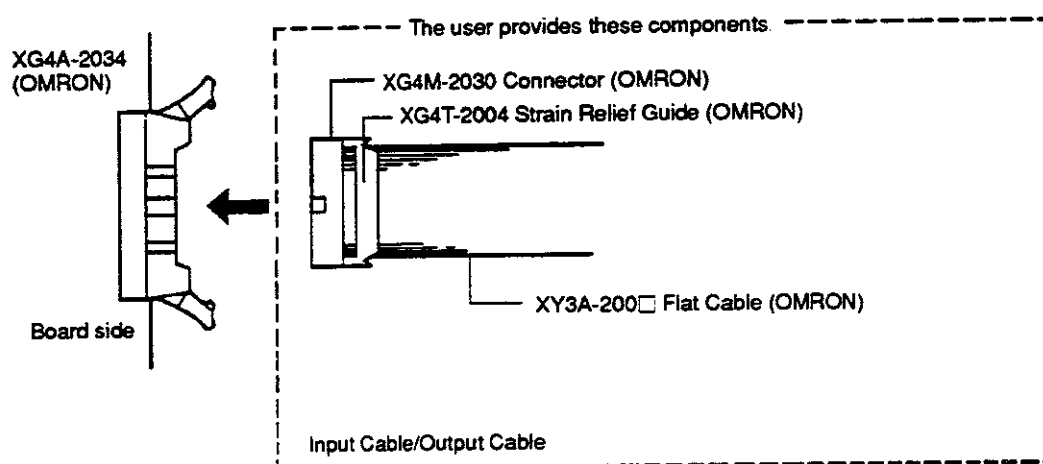 The user provides these components.
XG4A-2034
(OMRON)
XG4M-2030 Connector (OMRON)
XG4T-2004 Strain Relief Guide (OMRON)
XY3A-200□ Flat Cable (OMRON)
Board side
Input Cable/Output Cable